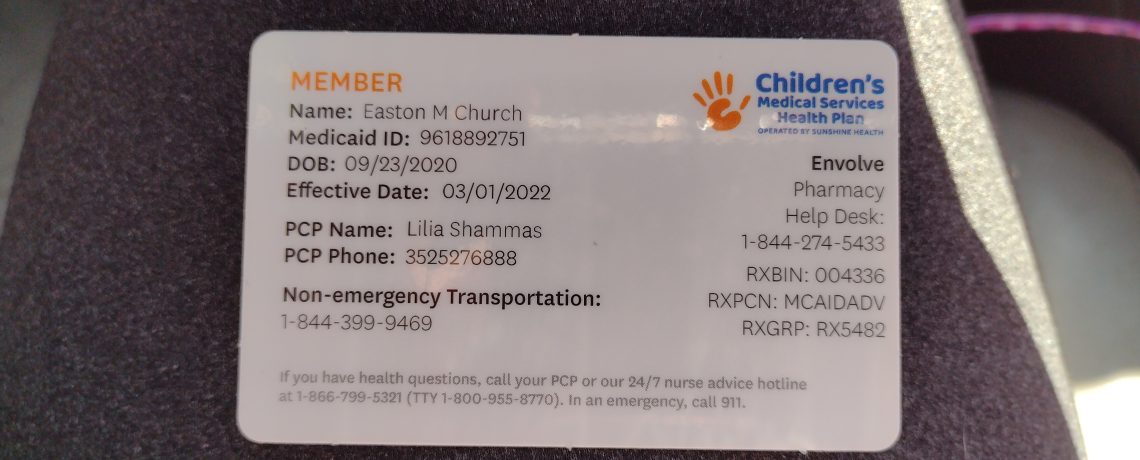 MEMBER
Name: Easton M Church
Medicaid ID: 9618892751
DOB: 09/23/2020
Effective Date: 03/01/2022
PCP Name: Lilia Shammas
PCP Phone: 3525276888
Non-emergency Transportation:
1-844-399-9469
Children's
Medical Services
Health Plan
OPERATED BY SUNSHINE HEALTH
Envolve
Pharmacy
Help Desk:
1-844-274-5433
RXBIN: 004336
RXPCN: MCAIDADV
RXGRP: RX5482
If you have health questions, call your PCP or our 24/7 nurse advice hotline
at 1-866-799-5321 (TTY 1-800-955-8770). In an emergency, call 911.